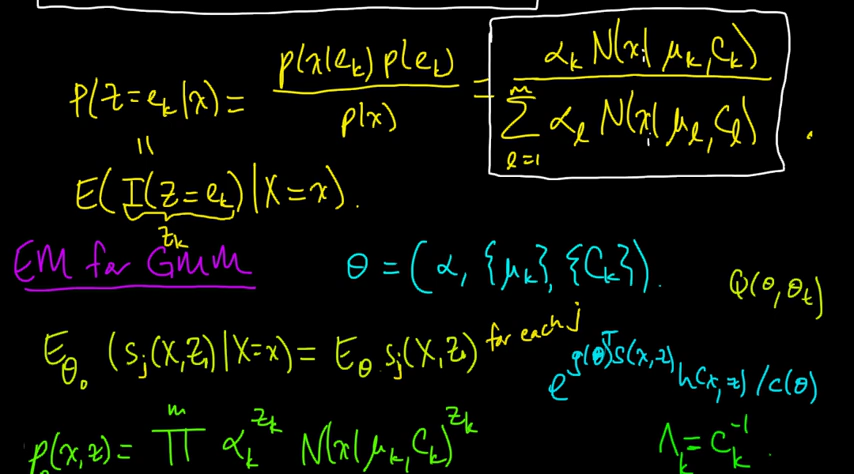 P(Z=e_k|x) = p(x|e_k) p(e_k) / p(x) = α_k N(x|μ_k, C_k) / Σ_{l=1}^{m} α_l N(x|μ_l, C_l) .
||
E(I(Z=e_k)|X=x).
z_k
EM for GMM θ = (α, {μ_k}, {C_k}). Q(θ, θ_t)
E_{θ_0}(s_j(X,Z)|X=x) = E_θ s_j(X,Z) for each j
e^{g(θ)^T s(x,z)} h(x,z)/c(θ)
p_θ(x,z) = ∏^{m} α_k^{z_k} N(x|μ_k, C_k)^{z_k} Λ_k = C_k^{-1}.